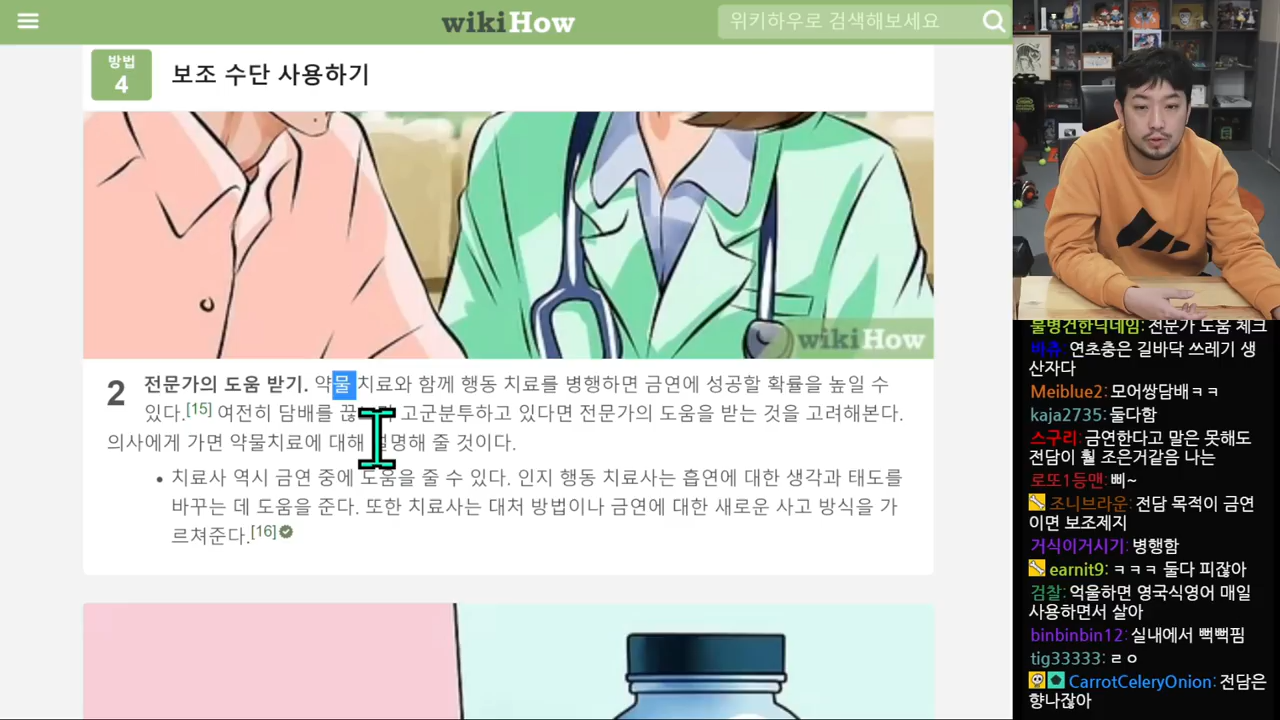 wikiHow
위키하우로 검색해보세요
방법
4
보조 수단 사용하기
wikiHow
2
전문가의 도움 받기. 약물 치료와 함께 행동 치료를 병행하면 금연에 성공할 확률을 높일 수
있다.[15] 여전히 담배를 고군분투하고 있다면 전문가의 도움을 받는 것을 고려해본다.
의사에게 가면 약물치료에 대해 설명해 줄 것이다.
• 치료사 역시 금연 중에 도움을 줄 수 있다. 인지 행동 치료사는 흡연에 대한 생각과 태도를
바꾸는 데 도움을 준다. 또한 치료사는 대처 방법이나 금연에 대한 새로운 사고 방식을 가
르쳐준다.[16]
물병건한닉네임: 전문가 도움 체크
바쥬: 연초충은 길바닥 쓰레기 생
산자다
Meiblue2: 모어쌍담배ㅋㅋ
kaja2735: 둘다함
스구리: 금연한다고 말은 못해도
전담이 훨 조은거같음 나는
로또1등맨: 삐~
조니브라운: 전담 목적이 금연
이면 보조제지
거식이거시기: 병행함
earnit9: ㅋㅋㅋ 둘다 피잖아
검찰: 억울하면 영국식영어 매일
사용하면서 살아
binbinbin12: 실내에서 뻑뻑핌
tig33333: ㄹㅇ
CarrotCeleryOnion: 전담은
향나잖아